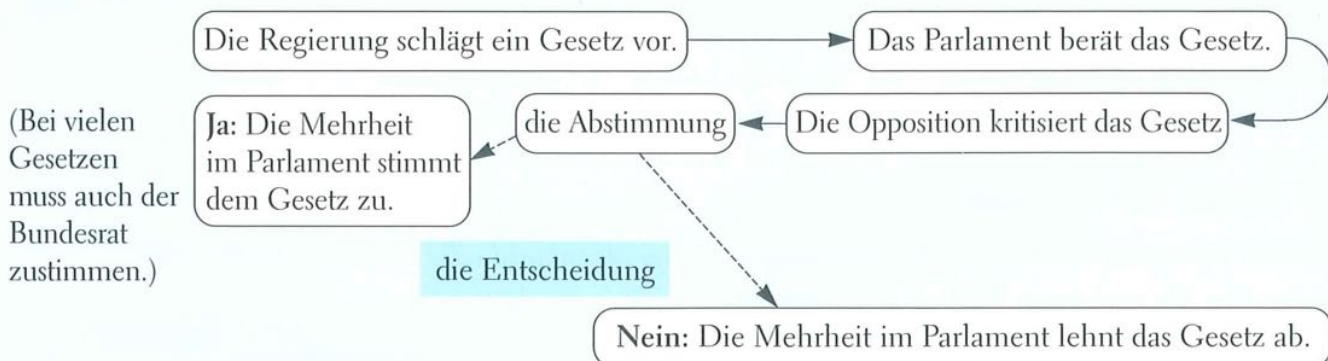 Die Regierung schlägt ein Gesetz vor.
Das Parlament berät das Gesetz.
Die Opposition kritisiert das Gesetz
die Abstimmung
Ja: Die Mehrheit
im Parlament stimmt
dem Gesetz zu.
(Bei vielen
Gesetzen
muss auch der
Bundesrat
zustimmen.)
die Entscheidung
Nein: Die Mehrheit im Parlament lehnt das Gesetz ab.